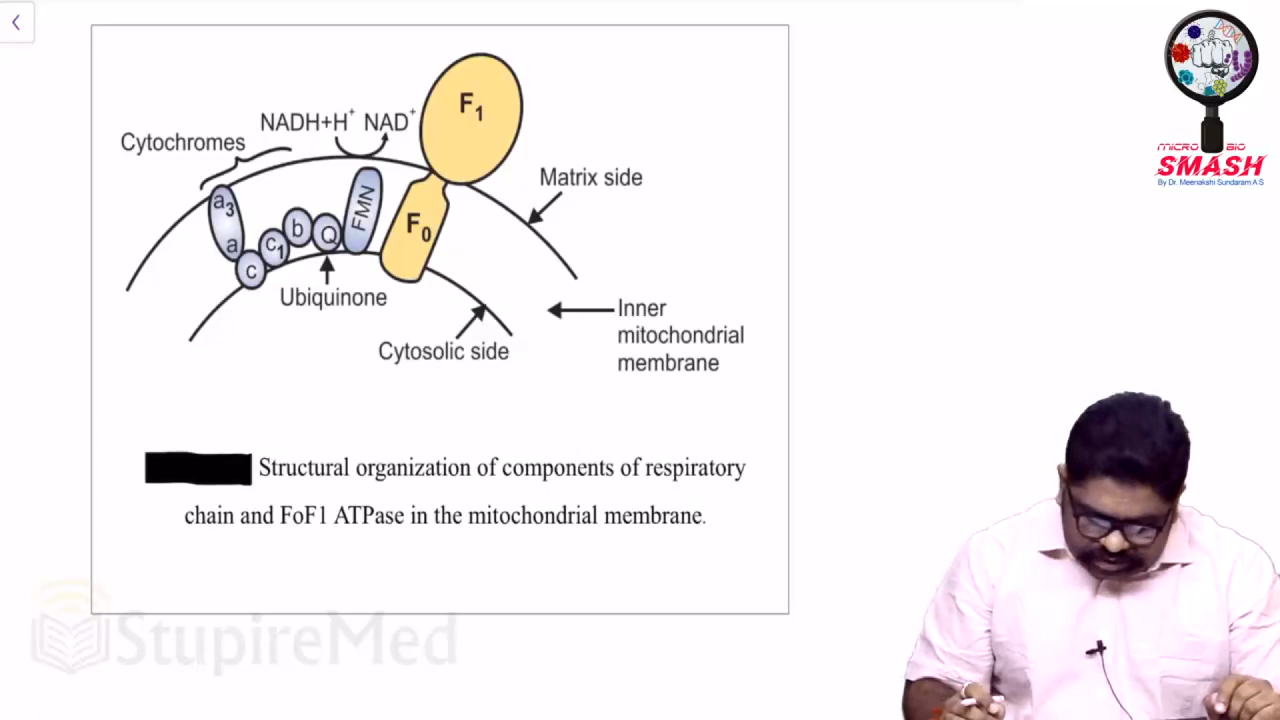 F1
NADH+H+ NAD+
Cytochromes
Matrix side
a3
FMN
F0
b
Q
c1
a
c
Ubiquinone
Inner
mitochondrial
membrane
Cytosolic side
Structural organization of components of respiratory
chain and FoF1 ATPase in the mitochondrial membrane.
MICRO BIO
SMASH
By Dr. Meenakshi Sundaram A S
StupireMed